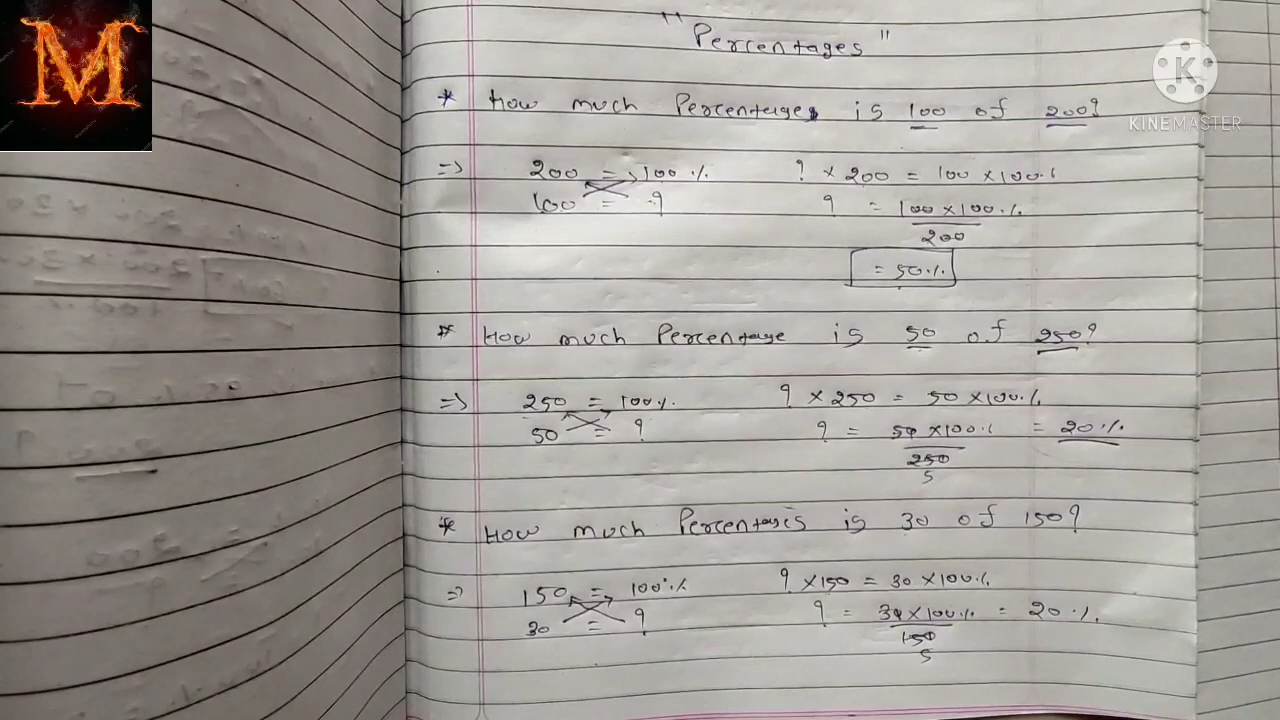 M
K
KINEMASTER
"Percentages"
* How much Percentages is 100 of 200?
=> 200 = 100% ? × 200 = 100 × 100%
100 = ? ? = 100 × 100%
200
= 50%
* How much Percentage is 50 of 250?
=> 250 = 100% ? × 250 = 50 × 100%
50 = ? ? = 50 × 100% = 20%
250
5
* How much Percentages is 30 of 150?
=> 150 = 100% ? × 150 = 30 × 100%
30 = ? ? = 30 × 100% = 20%
150
5